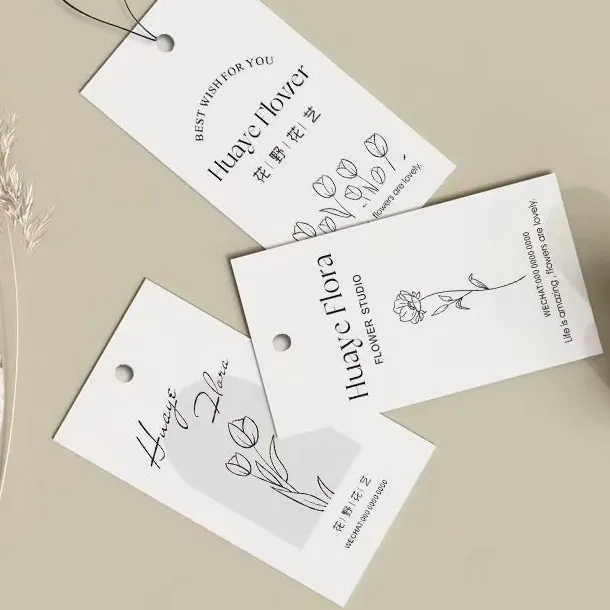 BEST WISH FOR YOU
Huaye Flower
花|野|花|艺
flowers are lovely.
Huaye Flora
FLOWER STUDIO
WECHAT:000 0000 0000
Life is amazing, flowers are lovely.
Huaye
Flora
花|野|花|艺
WECHAT:000 0000 0000